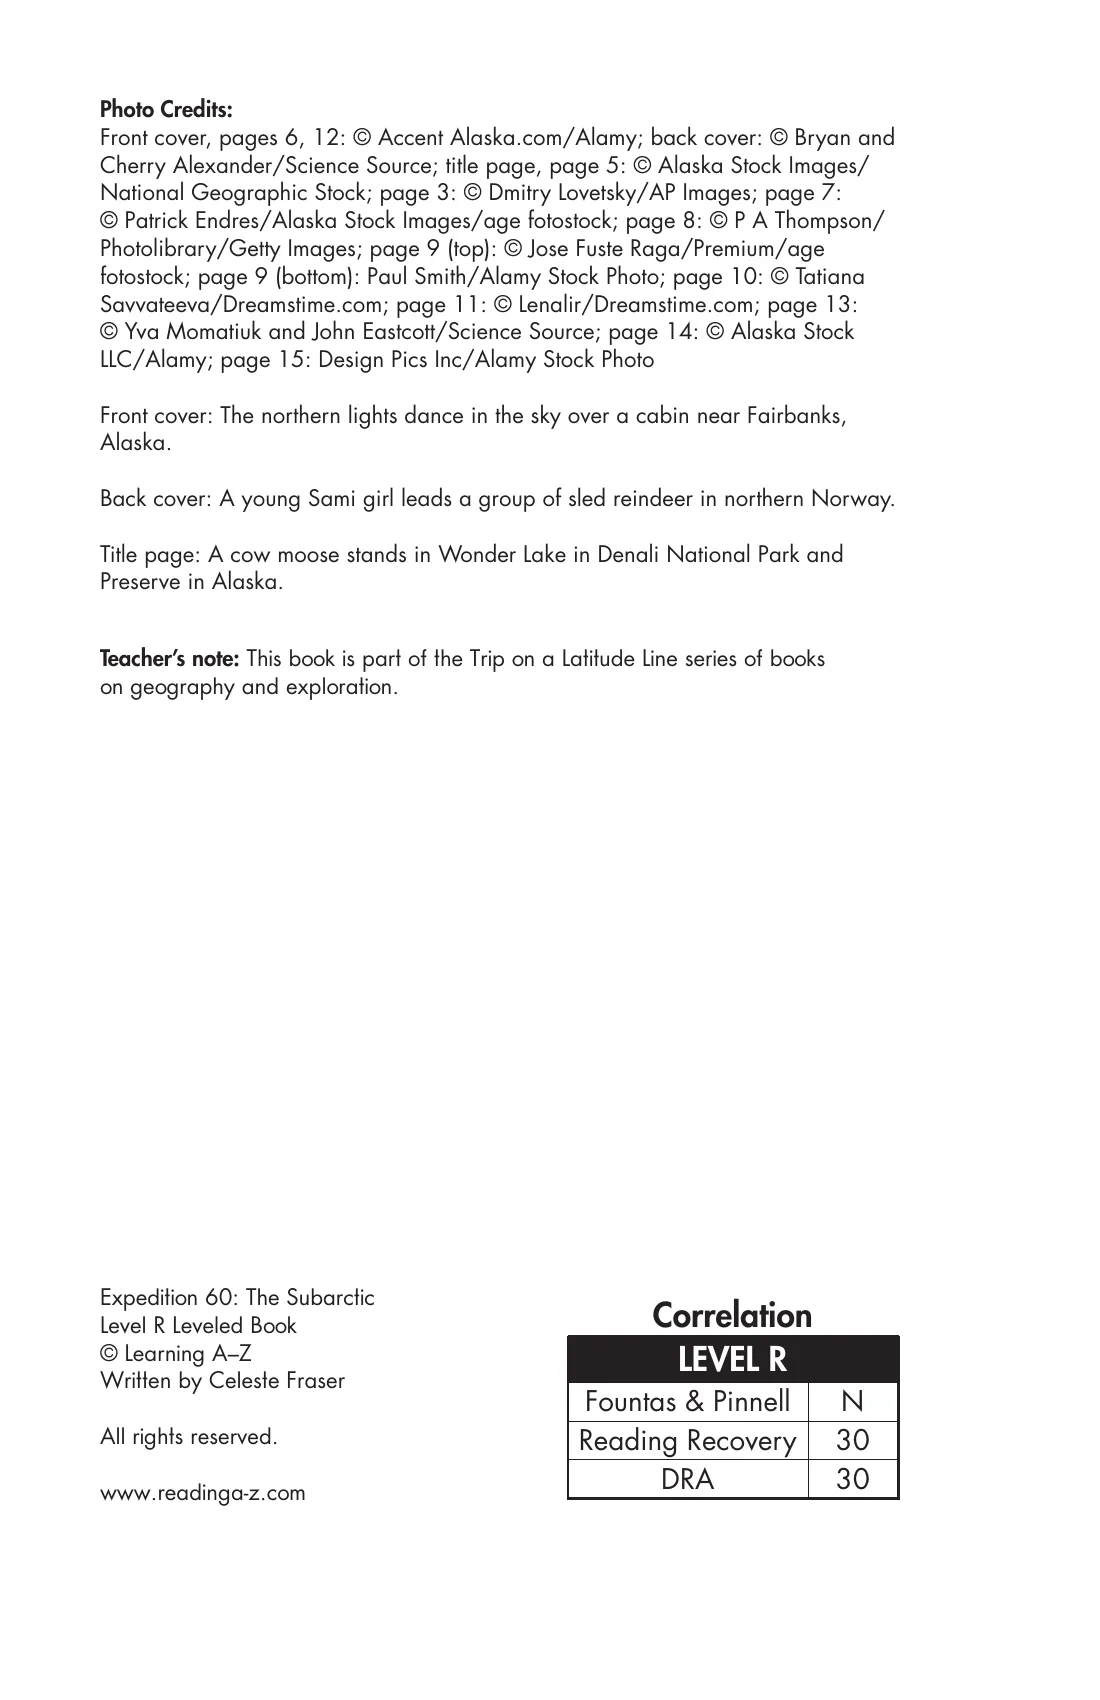 Photo Credits:
Front cover, pages 6, 12: © Accent Alaska.com/Alamy; back cover: © Bryan and
Cherry Alexander/Science Source; title page, page 5: © Alaska Stock Images/
National Geographic Stock; page 3: © Dmitry Lovetsky/AP Images; page 7:
© Patrick Endres/Alaska Stock Images/age fotostock; page 8: © P A Thompson/
Photolibrary/Getty Images; page 9 (top): © Jose Fuste Raga/Premium/age
fotostock; page 9 (bottom): Paul Smith/Alamy Stock Photo; page 10: © Tatiana
Savvateeva/Dreamstime.com; page 11: © Lenalir/Dreamstime.com; page 13:
© Yva Momatiuk and John Eastcott/Science Source; page 14: © Alaska Stock
LLC/Alamy; page 15: Design Pics Inc/Alamy Stock Photo
Front cover: The northern lights dance in the sky over a cabin near Fairbanks,
Alaska.
Back cover: A young Sami girl leads a group of sled reindeer in northern Norway.
Title page: A cow moose stands in Wonder Lake in Denali National Park and
Preserve in Alaska.
Teacher's note: This book is part of the Trip on a Latitude Line series of books
on geography and exploration.
Expedition 60: The Subarctic
Level R Leveled Book
© Learning A–Z
Written by Celeste Fraser
All rights reserved.
www.readinga-z.com
Correlation
LEVEL R
Fountas & Pinnell N
Reading Recovery 30
DRA 30